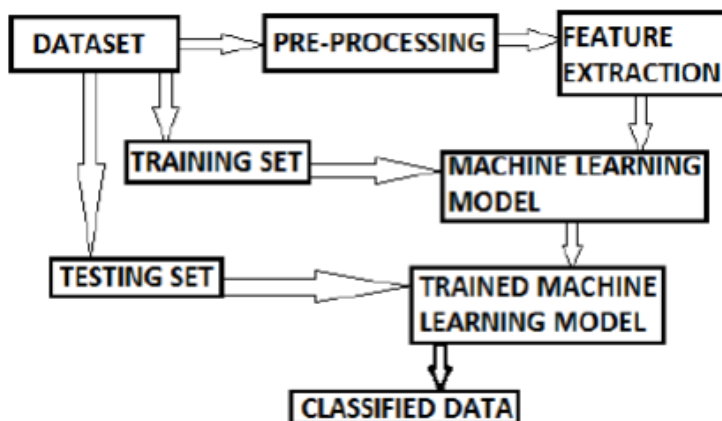 DATASET
PRE-PROCESSING
FEATURE
EXTRACTION
TRAINING SET
MACHINE LEARNING
MODEL
TESTING SET
TRAINED MACHINE
LEARNING MODEL
CLASSIFIED DATA